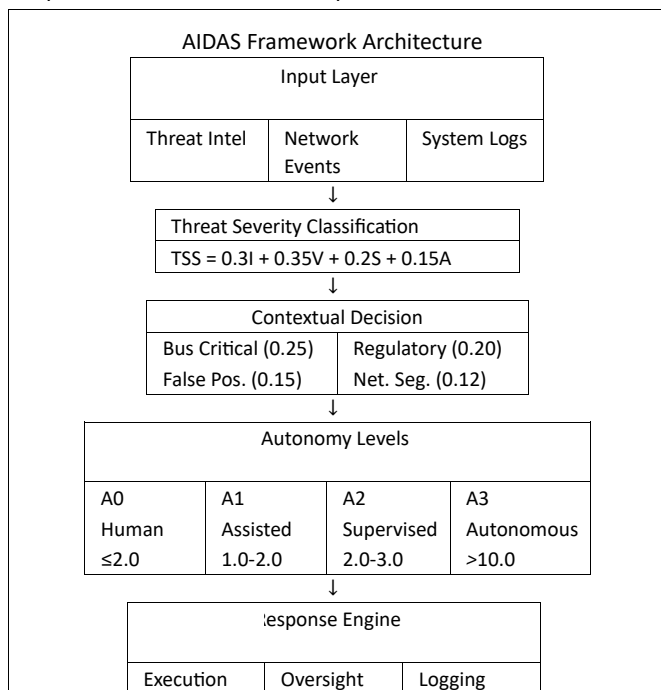 AIDAS Framework Architecture
Input Layer
Threat Intel
Network
Events
System Logs
↓
Threat Severity Classification
TSS = 0.3I + 0.35V + 0.2S + 0.15A
↓
Contextual Decision
Bus Critical (0.25)
Regulatory (0.20)
False Pos. (0.15)
Net. Seg. (0.12)
↓
Autonomy Levels
A0
Human
≤2.0
A1
Assisted
1.0-2.0
A2
Supervised
2.0-3.0
A3
Autonomous
>10.0
↓
esponse Engine
Execution
Oversight
Logging